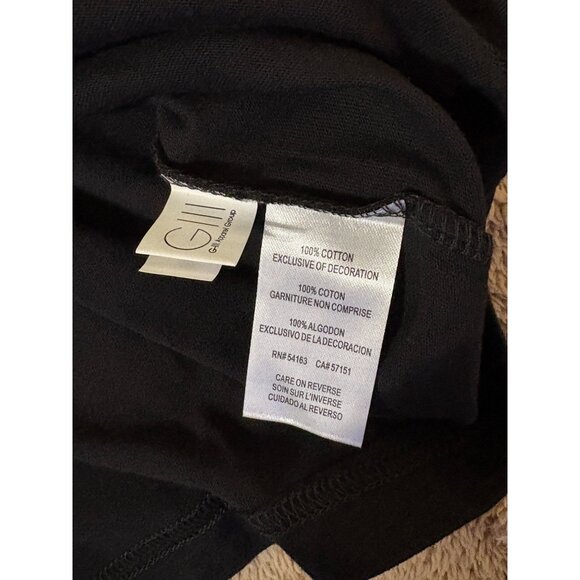 GIII
G-III Apparel Group
100% COTTON
EXCLUSIVE OF DECORATION
100% COTON
GARNITURE NON COMPRISE
100% ALGODON
EXCLUSIVO DE LA DECORACION
RN# 54163 CA# 57151
CARE ON REVERSE
SOIN SUR L'INVERSE
CUIDADO AL REVERSO